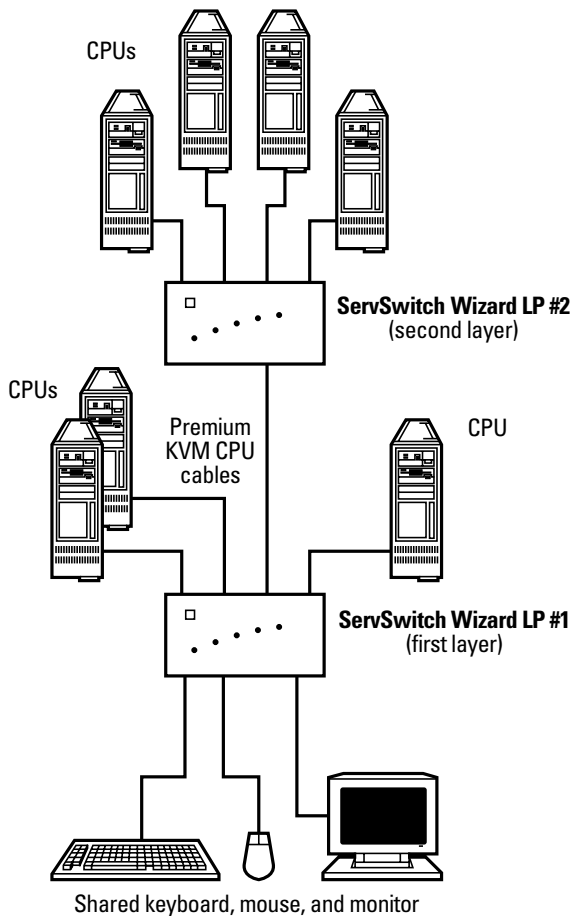 CPUs
ServSwitch Wizard LP #2
(second layer)
CPUs
Premium
KVM CPU
cables
CPU
ServSwitch Wizard LP #1
(first layer)
Shared keyboard, mouse, and monitor